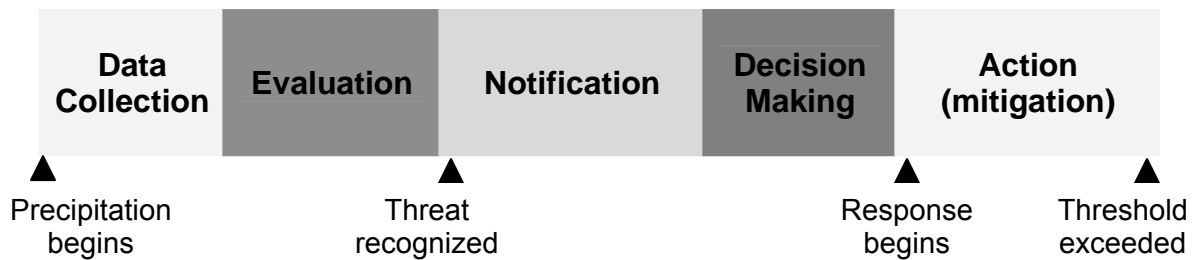 Data
Collection
Evaluation
Notification
Decision
Making
Action
(mitigation)
Precipitation
begins
Threat
recognized
Response
begins
Threshold
exceeded